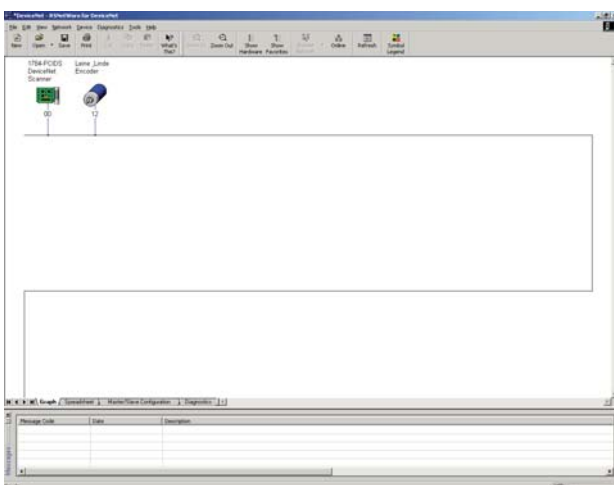 *DeviceNet - RSNetWorx for DeviceNet
File Edit View Network Device Diagnostics Tools Help
New Open Save Print What's This? Zoom Out Show Hardware Show Favorites Online Refresh Symbol Legend
1784-PCIDS DeviceNet Scanner
Leine_Linde Encoder
00 12
Graph Spreadsheet Master/Slave Configuration Diagnostics
Message Code Date Description
Messages